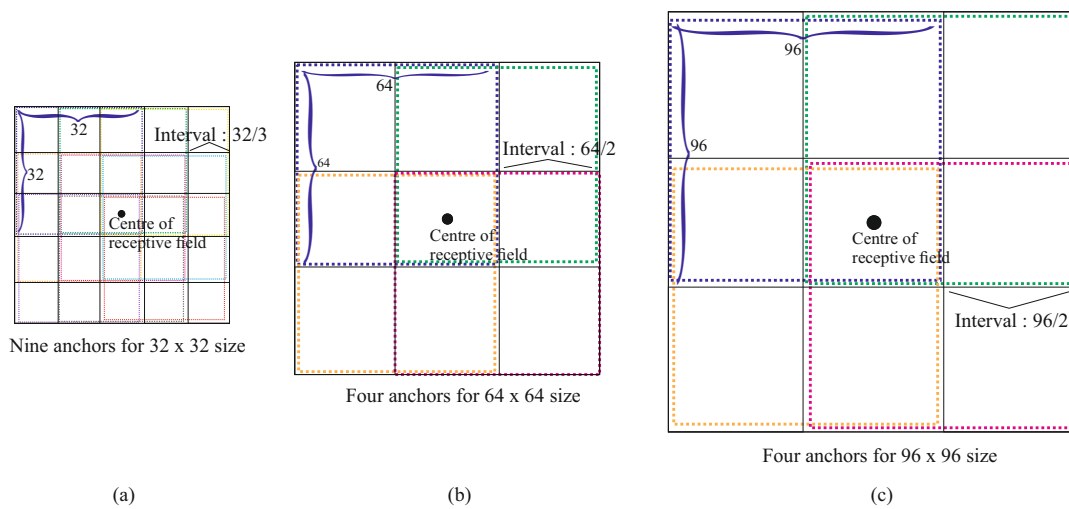 32
32
Interval : 32/3
Centre of
receptive field
Nine anchors for 32 x 32 size
(a)
64
64
Interval : 64/2
Centre of
receptive field
Four anchors for 64 x 64 size
(b)
96
96
Centre of
receptive field
Interval : 96/2
Four anchors for 96 x 96 size
(c)